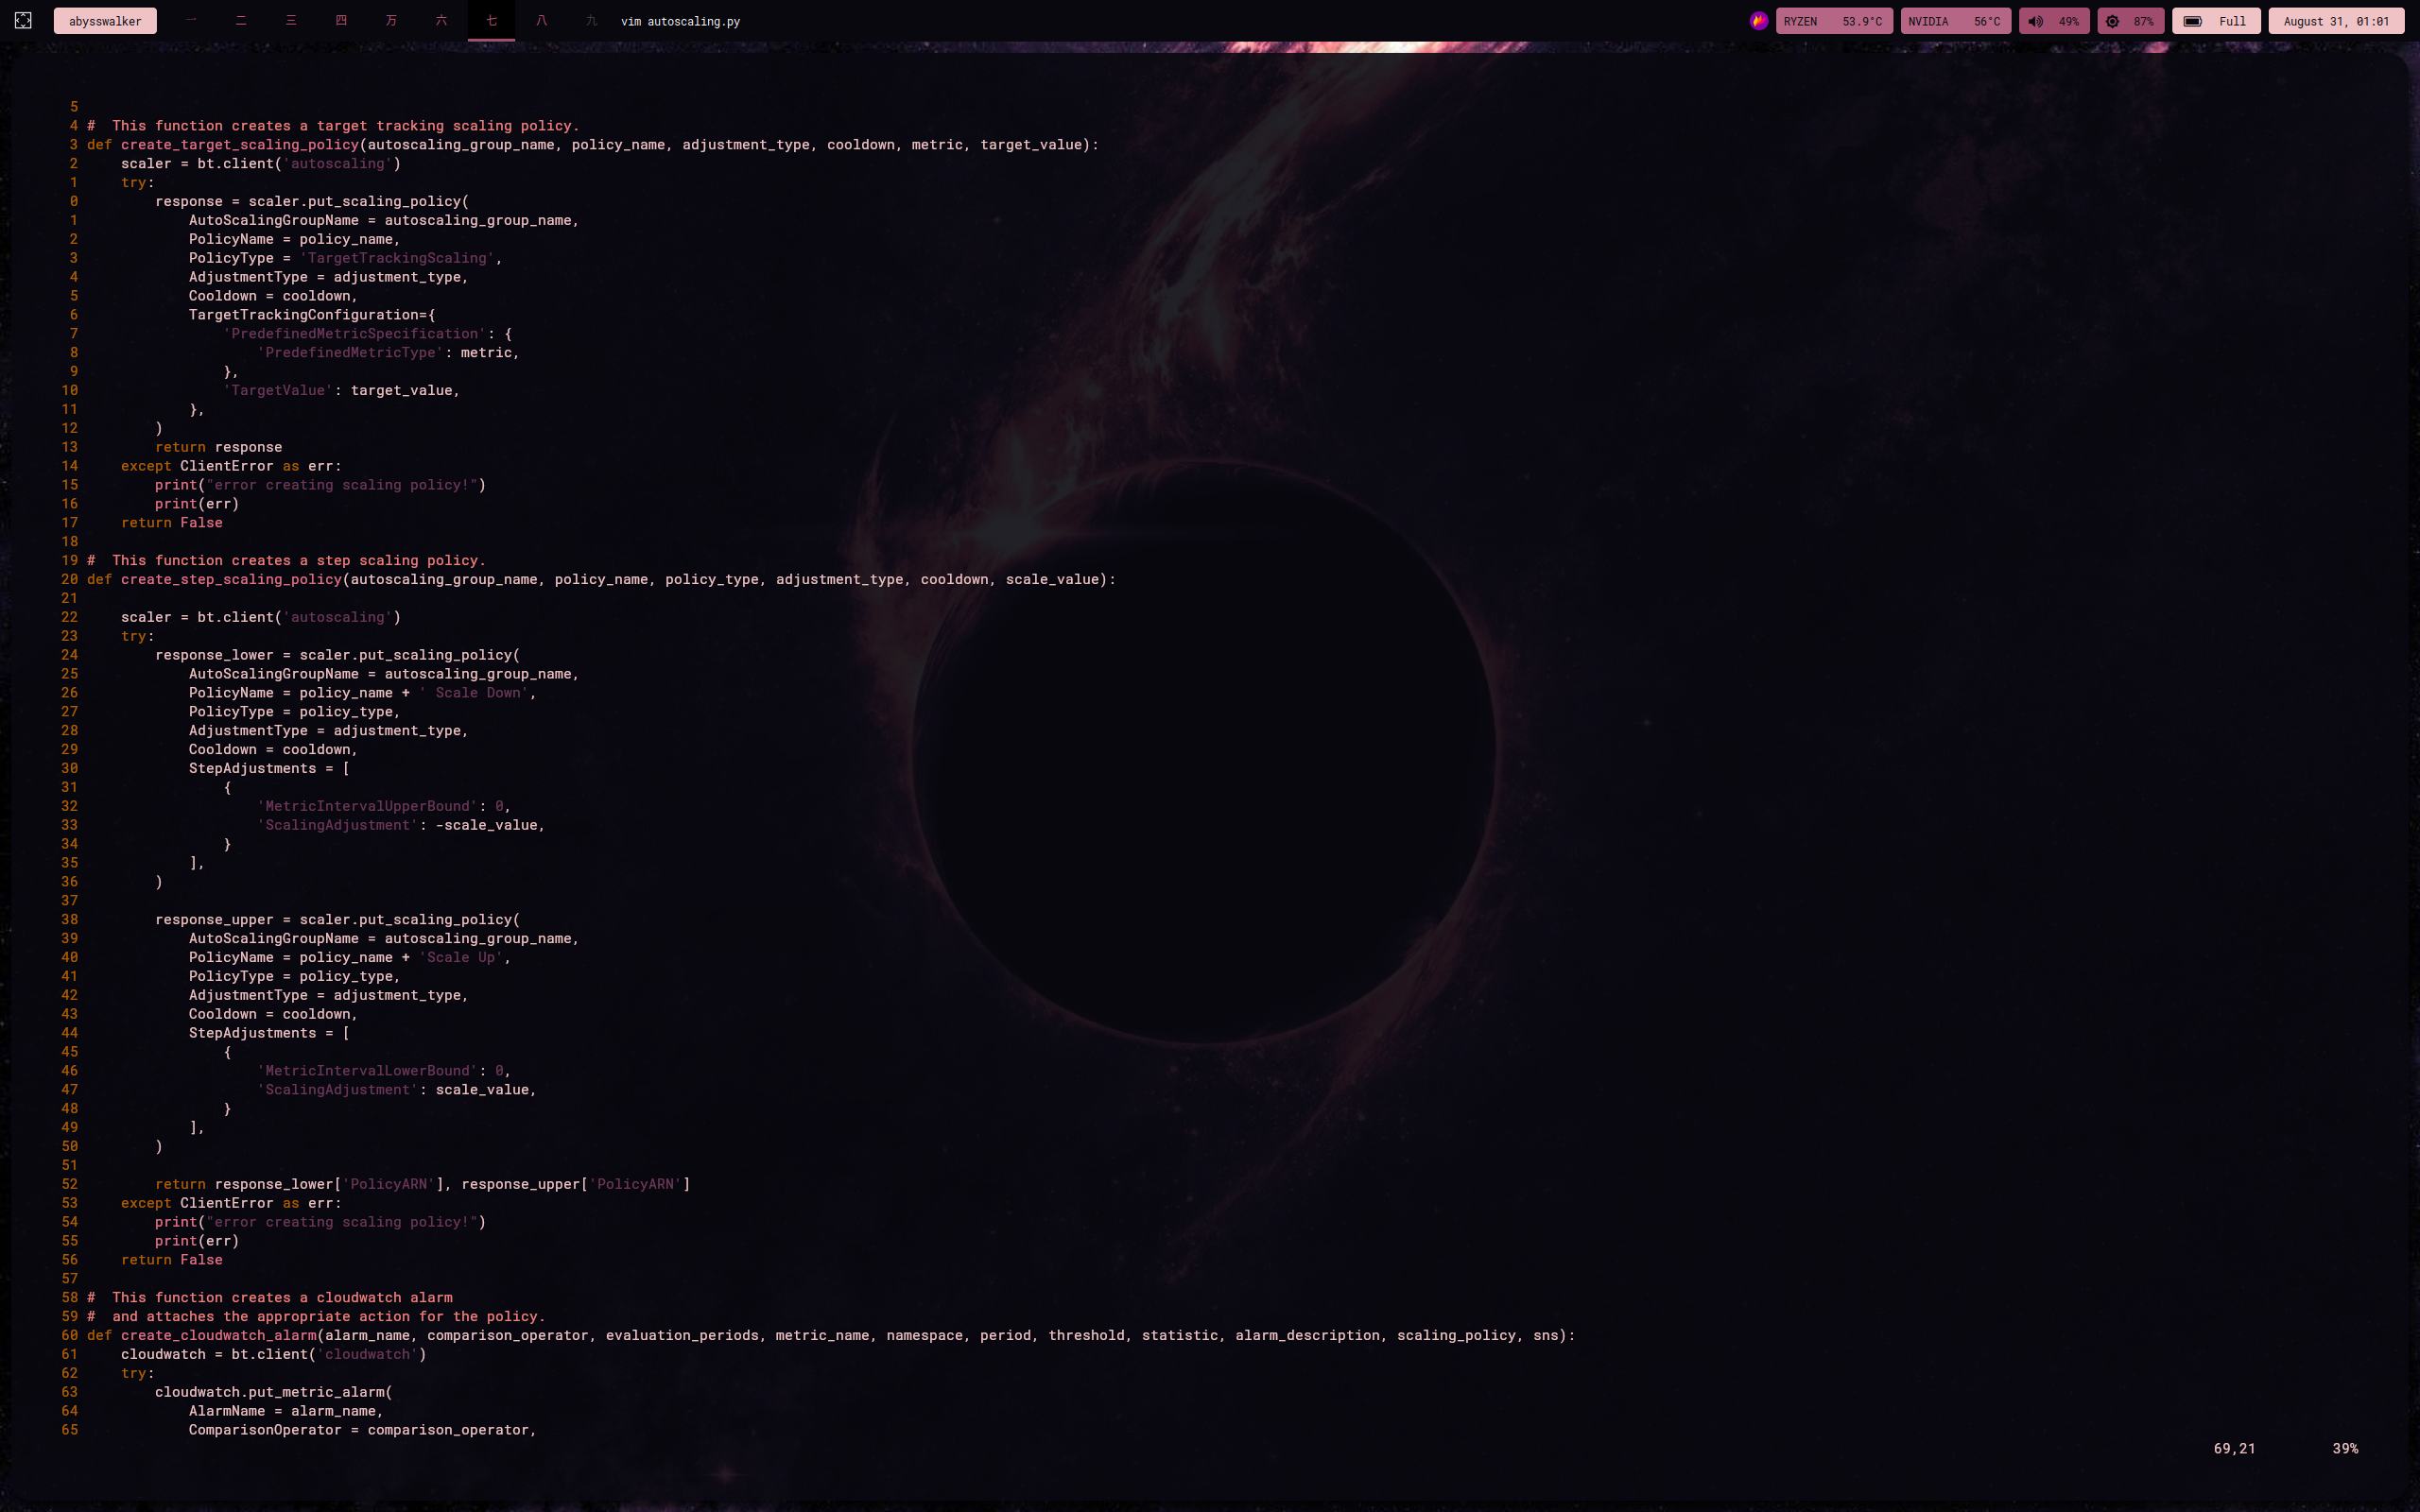 abysswalker 一 二 三 四 万 六 七 八 九 vim autoscaling.py RYZEN 53.9°C NVIDIA 56°C 49% 87% Full August 31, 01:01
5
4 #  This function creates a target tracking scaling policy.
3 def create_target_scaling_policy(autoscaling_group_name, policy_name, adjustment_type, cooldown, metric, target_value):
2     scaler = bt.client('autoscaling')
1     try:
0         response = scaler.put_scaling_policy(
1             AutoScalingGroupName = autoscaling_group_name,
2             PolicyName = policy_name,
3             PolicyType = 'TargetTrackingScaling',
4             AdjustmentType = adjustment_type,
5             Cooldown = cooldown,
6             TargetTrackingConfiguration={
7                 'PredefinedMetricSpecification': {
8                     'PredefinedMetricType': metric,
9                 },
10                 'TargetValue': target_value,
11             },
12         )
13         return response
14     except ClientError as err:
15         print("error creating scaling policy!")
16         print(err)
17     return False
18
19 #  This function creates a step scaling policy.
20 def create_step_scaling_policy(autoscaling_group_name, policy_name, policy_type, adjustment_type, cooldown, scale_value):
21
22     scaler = bt.client('autoscaling')
23     try:
24         response_lower = scaler.put_scaling_policy(
25             AutoScalingGroupName = autoscaling_group_name,
26             PolicyName = policy_name + ' Scale Down',
27             PolicyType = policy_type,
28             AdjustmentType = adjustment_type,
29             Cooldown = cooldown,
30             StepAdjustments = [
31                 {
32                     'MetricIntervalUpperBound': 0,
33                     'ScalingAdjustment': -scale_value,
34                 }
35             ],
36         )
37
38         response_upper = scaler.put_scaling_policy(
39             AutoScalingGroupName = autoscaling_group_name,
40             PolicyName = policy_name + 'Scale Up',
41             PolicyType = policy_type,
42             AdjustmentType = adjustment_type,
43             Cooldown = cooldown,
44             StepAdjustments = [
45                 {
46                     'MetricIntervalLowerBound': 0,
47                     'ScalingAdjustment': scale_value,
48                 }
49             ],
50         )
51
52         return response_lower['PolicyARN'], response_upper['PolicyARN']
53     except ClientError as err:
54         print("error creating scaling policy!")
55         print(err)
56     return False
57
58 #  This function creates a cloudwatch alarm
59 #  and attaches the appropriate action for the policy.
60 def create_cloudwatch_alarm(alarm_name, comparison_operator, evaluation_periods, metric_name, namespace, period, threshold, statistic, alarm_description, scaling_policy, sns):
61     cloudwatch = bt.client('cloudwatch')
62     try:
63         cloudwatch.put_metric_alarm(
64             AlarmName = alarm_name,
65             ComparisonOperator = comparison_operator,
69,21 39%